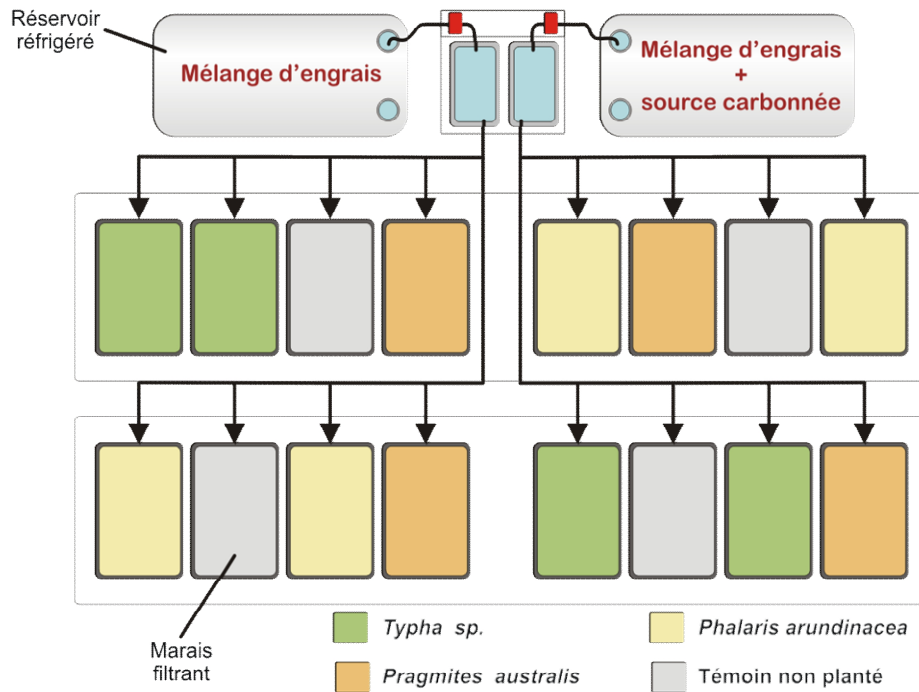 Réservoir
réfrigéré
Mélange d'engrais
Mélange d'engrais
+
source carbonnée
Marais
filtrant
Typha sp.
Phalaris arundinacea
Pragmites australis
Témoin non planté